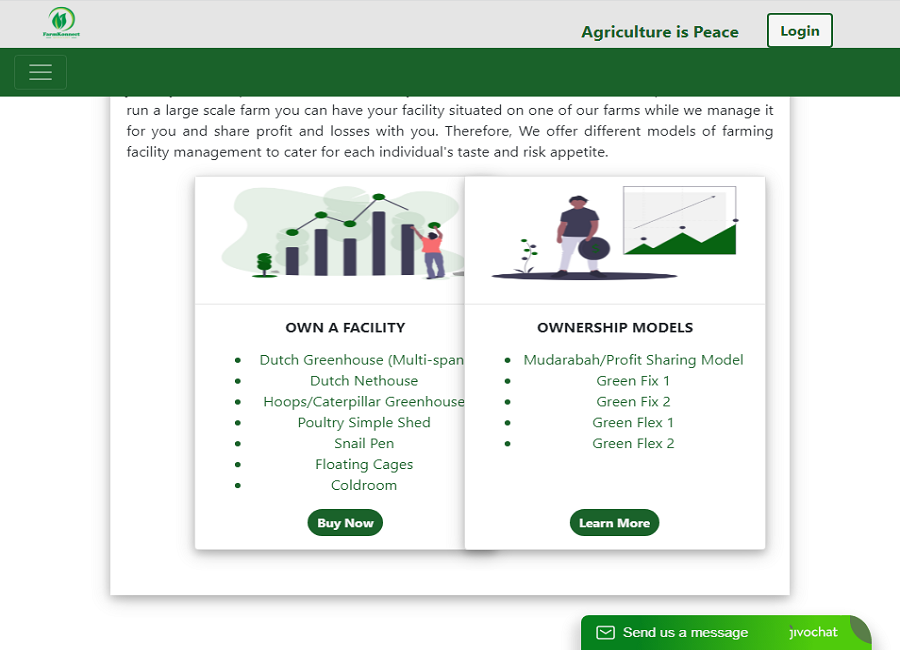 FarmKonnect
Agriculture is Peace
Login
run a large scale farm you can have your facility situated on one of our farms while we manage it
for you and share profit and losses with you. Therefore, We offer different models of farming
facility management to cater for each individual's taste and risk appetite.
OWN A FACILITY
Dutch Greenhouse (Multi-span
Dutch Nethouse
Hoops/Caterpillar Greenhouse
Poultry Simple Shed
Snail Pen
Floating Cages
Coldroom
Buy Now
OWNERSHIP MODELS
Mudarabah/Profit Sharing Model
Green Fix 1
Green Fix 2
Green Flex 1
Green Flex 2
Learn More
Send us a message
jivochat